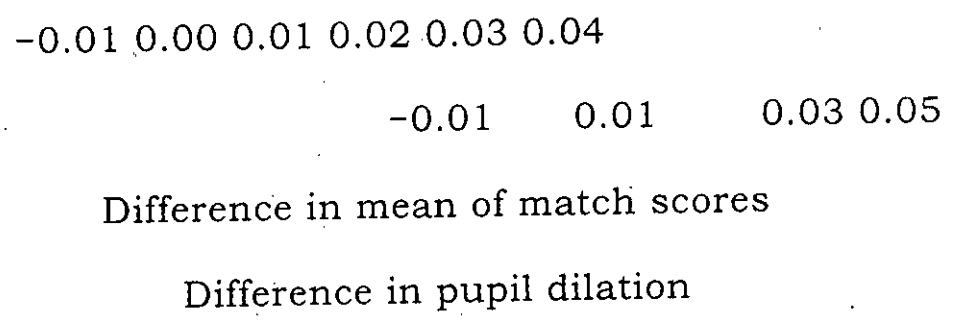 -0.01 0.00 0.01 0.02 0.03 0.04
-0.01 0.01 0.03 0.05
Difference in mean of match scores
Difference in pupil dilation